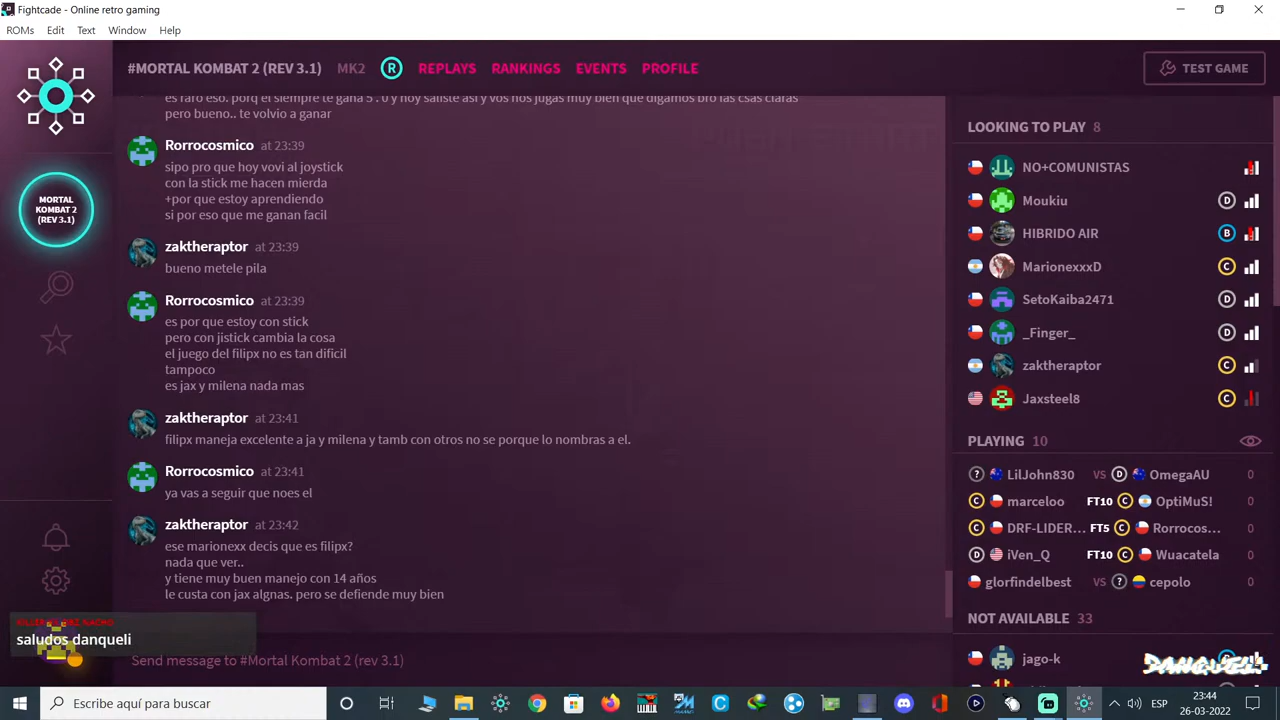 Fightcade - Online retro gaming
ROMs Edit Text Window Help
#MORTAL KOMBAT 2 (REV 3.1) MK2 R REPLAYS RANKINGS EVENTS PROFILE
TEST GAME
MORTAL
KOMBAT 2
(REV 3.1)
es raro eso. porq el siempre te gana 5 . 0 y hoy saliste asi y vos nos jugas muy bien que digamos bro las csas claras
pero bueno.. te volvio a ganar
Rorrocosmico at 23:39
sipo pro que hoy vovi al joystick
con la stick me hacen mierda
+por que estoy aprendiendo
si por eso que me ganan facil
zaktheraptor at 23:39
bueno metele pila
Rorrocosmico at 23:39
es por que estoy con stick
pero con jistick cambia la cosa
el juego del filipx no es tan dificil
tampoco
es jax y milena nada mas
zaktheraptor at 23:41
filipx maneja excelente a ja y milena y tamb con otros no se porque lo nombras a el.
Rorrocosmico at 23:41
ya vas a seguir que noes el
zaktheraptor at 23:42
ese marionexx decis que es filipx?
nada que ver..
y tiene muy buen manejo con 14 años
le custa con jax algnas. pero se defiende muy bien
saludos danqueli
Send message to #Mortal Kombat 2 (rev 3.1)
LOOKING TO PLAY 8
NO+COMUNISTAS
Moukiu D
HIBRIDO AIR B
MarionexxxD C
SetoKaiba2471 D
_Finger_ D
zaktheraptor C
Jaxsteel8 C
PLAYING 10
? LilJohn830 VS D OmegaAU 0
C marceloo FT10 C OptiMuS! 0
C DRF-LIDER... FT5 C Rorrocos... 0
D iVen_Q FT10 C Wuacatela 0
glorfindelbest VS ? cepolo 0
NOT AVAILABLE 33
jago-k
DANQUELI
Escribe aquí para buscar
ESP
23:44
26-03-2022